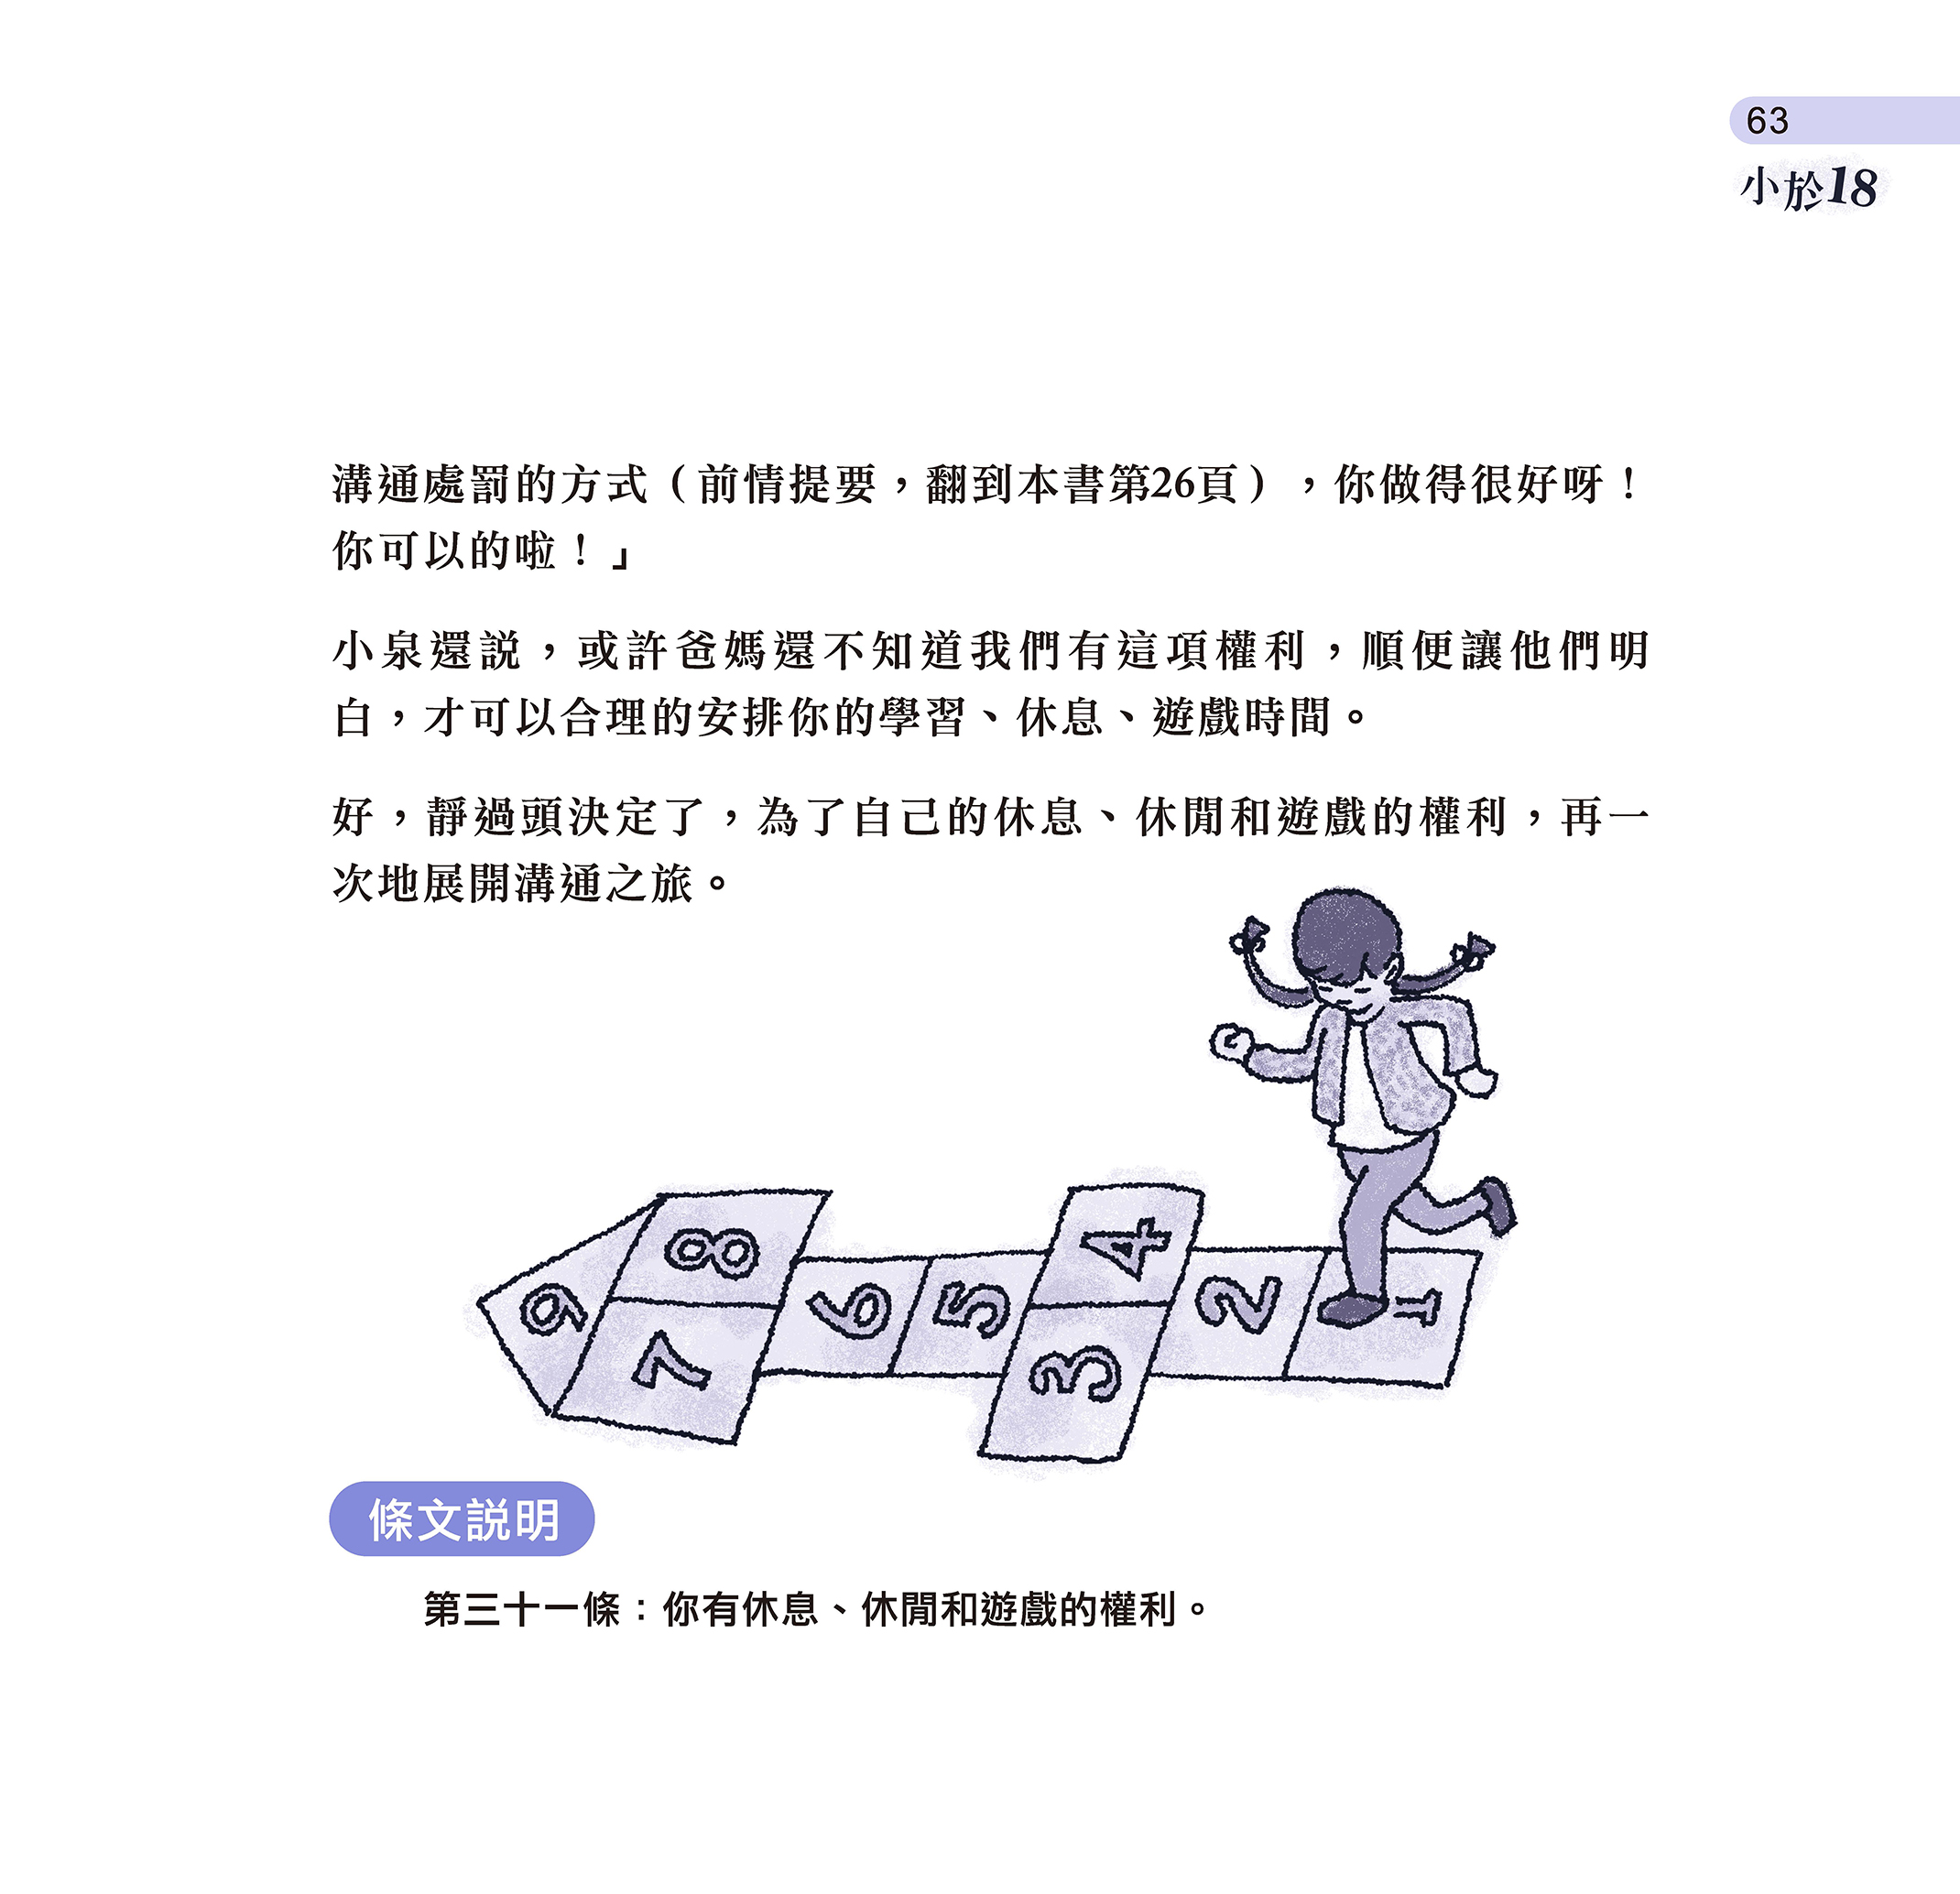 63
小於18
溝通處罰的方式（前情提要，翻到本書第26頁），你做得很好呀！
你可以的啦！」
小泉還説，或許爸媽還不知道我們有這項權利，順便讓他們明
白，才可以合理的安排你的學習、休息、遊戲時間。
好，靜過頭決定了，為了自己的休息、休閒和遊戲的權利，再一
次地展開溝通之旅。
8
4
9
6
5
2
1
7
3
條文説明
第三十一條：你有休息、休閒和遊戲的權利。